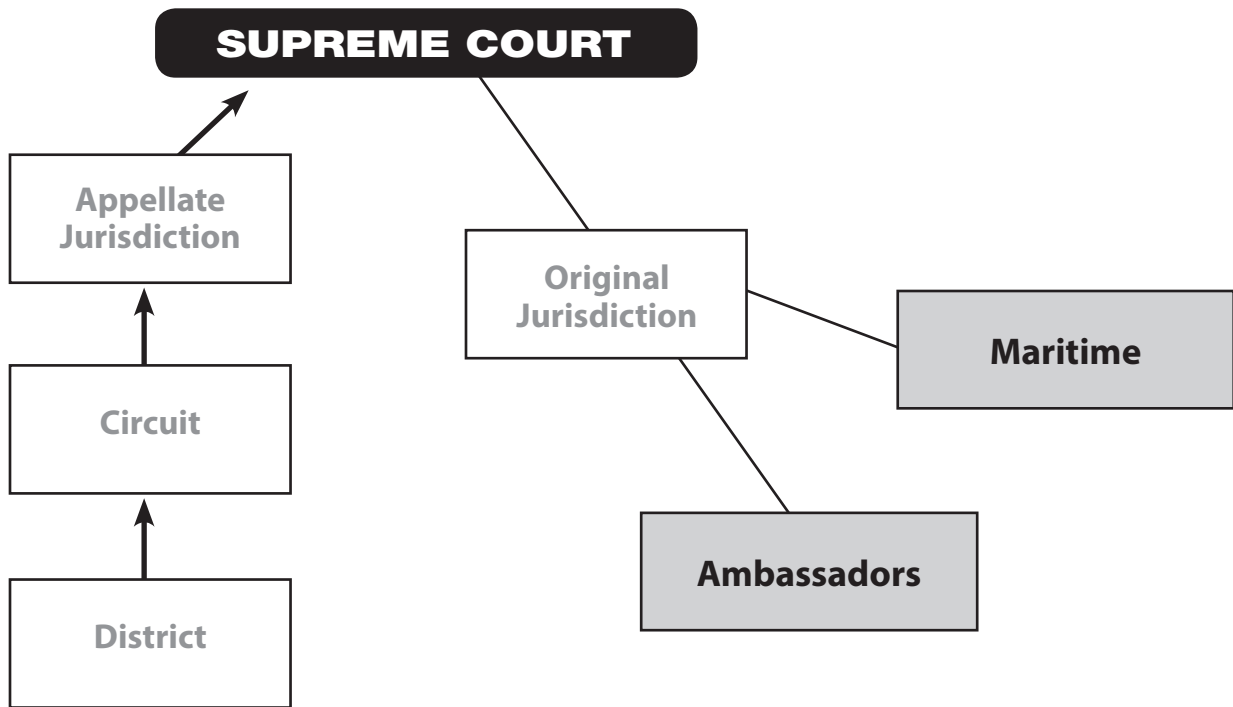 SUPREME COURT
Appellate
Jurisdiction
Original
Jurisdiction
Maritime
Circuit
Ambassadors
District